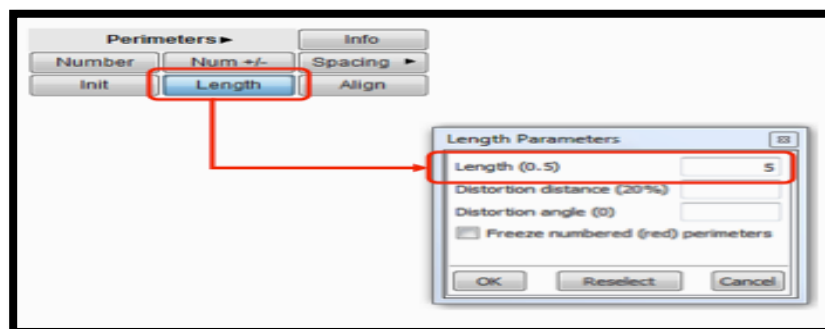 Perimeters► Info
Number Num +/- Spacing ►
Init Length Align
Length Parameters
Length (0.5) 5
Distortion distance (20%)
Distortion angle (0)
Freeze numbered (red) perimeters
OK Reselect Cancel